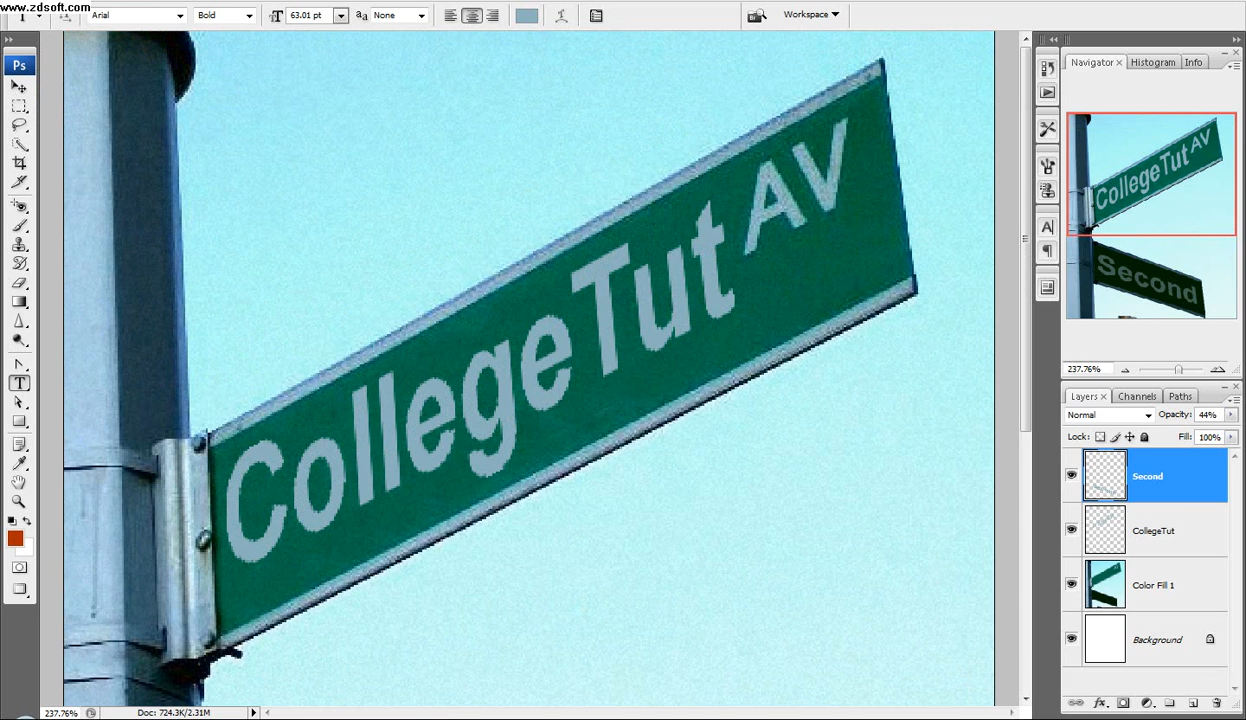 www.zdsoft.com
Arial
Bold
63.01 pt
aa
None
Workspace
Ps
Navigator x
Histogram
Info
CollegeTut AV
CollegeTut AV
Second
237.76%
Layers x
Channels
Paths
Normal
Opacity: 44%
Lock:
Fill: 100%
Second
CollegeTut
Color Fill 1
Background
237.76%
Doc: 724.3K/2.31M